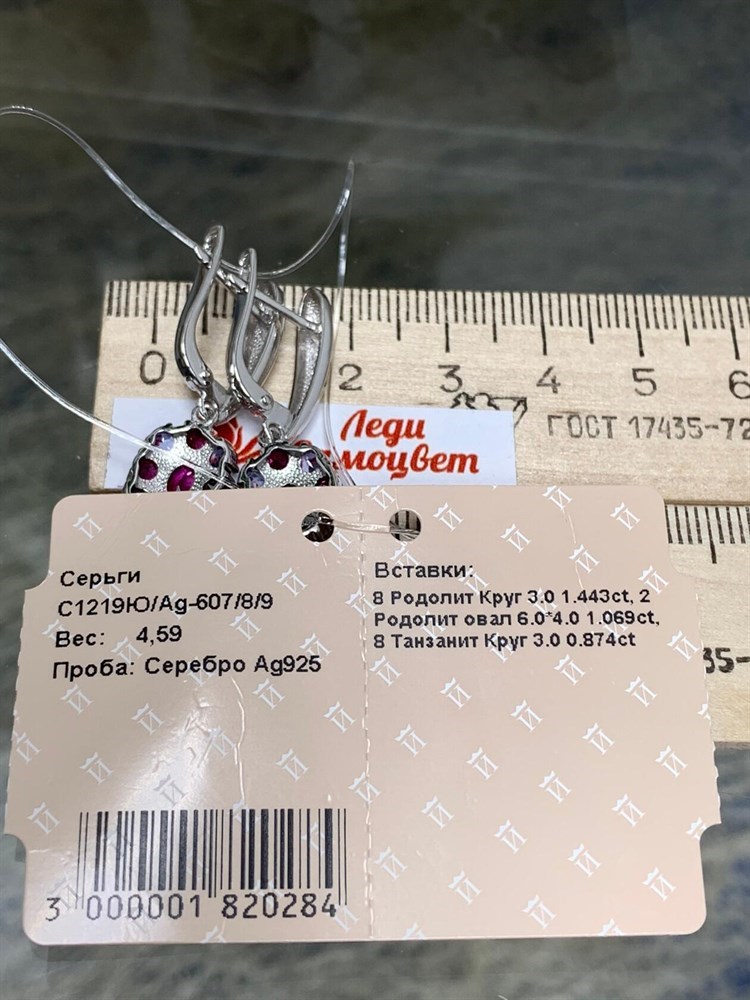 0 2 3 4 5 6
ГОСТ 17435-72
Леди
моцвет
35-
Серьги
С1219Ю/Ag-607/8/9
Вес: 4,59
Проба: Серебро Ag925
Вставки:
8 Родолит Круг 3.0 1.443ct, 2
Родолит овал 6.0*4.0 1.069ct,
8 Танзанит Круг 3.0 0.874ct
3 000001 820284